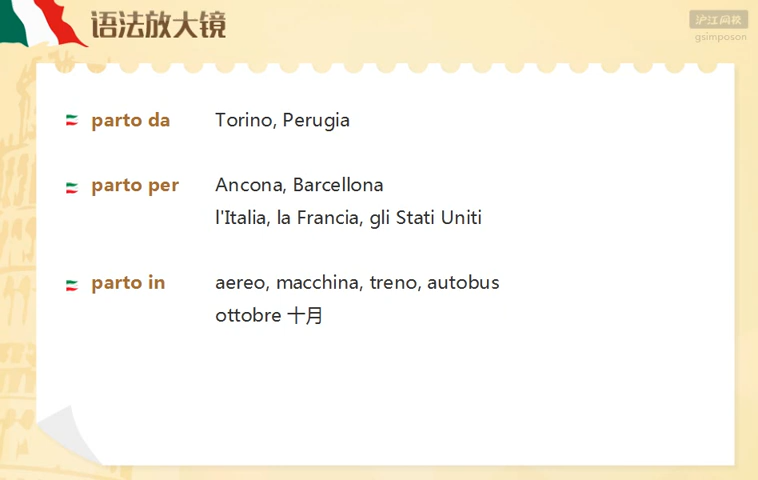 语法放大镜
沪江网校
gsimposon
parto da Torino, Perugia
parto per Ancona, Barcellona
l'Italia, la Francia, gli Stati Uniti
parto in aereo, macchina, treno, autobus
ottobre 十月